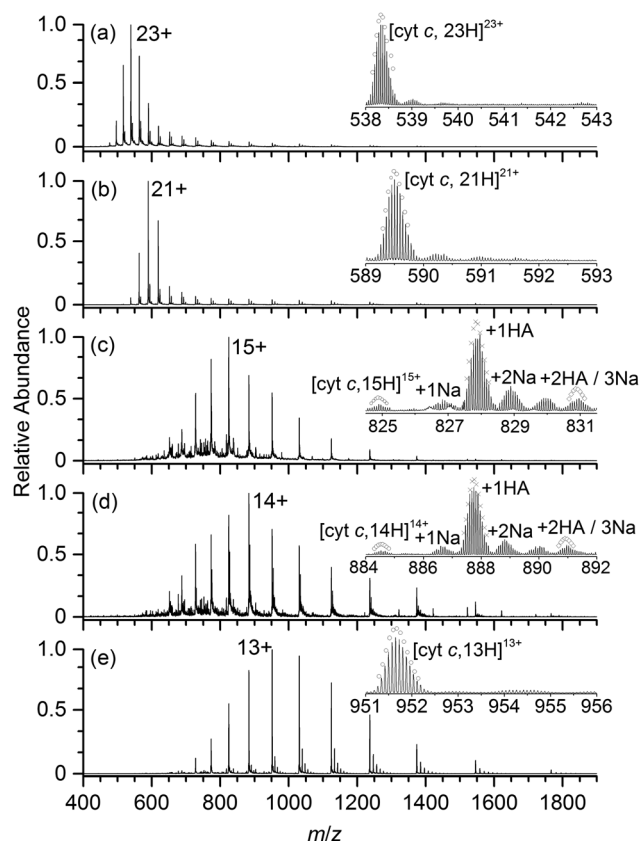 (a) 23+ [cyt c, 23H]23+
1.0
0.5
0
538 539 540 541 542 543
(b) 21+ [cyt c, 21H]21+
1.0
0.5
0
589 590 591 592 593
(c) 15+ +1HA
[cyt c,15H]15+ +1Na +2Na +2HA / 3Na
1.0
0.5
0
825 827 829 831
(d) 14+ +1HA
[cyt c,14H]14+ +1Na +2Na +2HA / 3Na
1.0
0.5
0
884 886 888 890 892
(e) 13+ [cyt c,13H]13+
1.0
0.5
0
951 952 953 954 955 956
400 600 800 1000 1200 1400 1600 1800
m/z
Relative Abundance